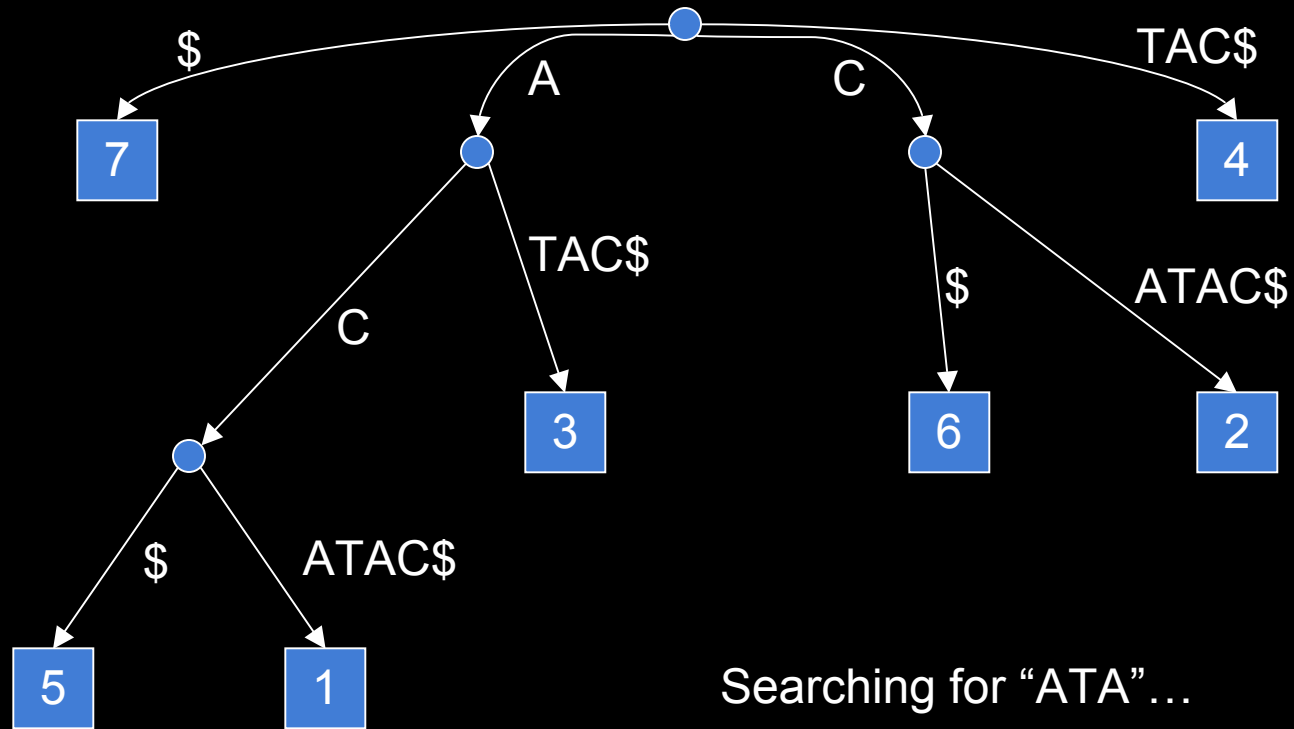 $
A
C
TAC$
7
4
TAC$
$
ATAC$
C
3
6
2
$
ATAC$
5
1
Searching for “ATA”…